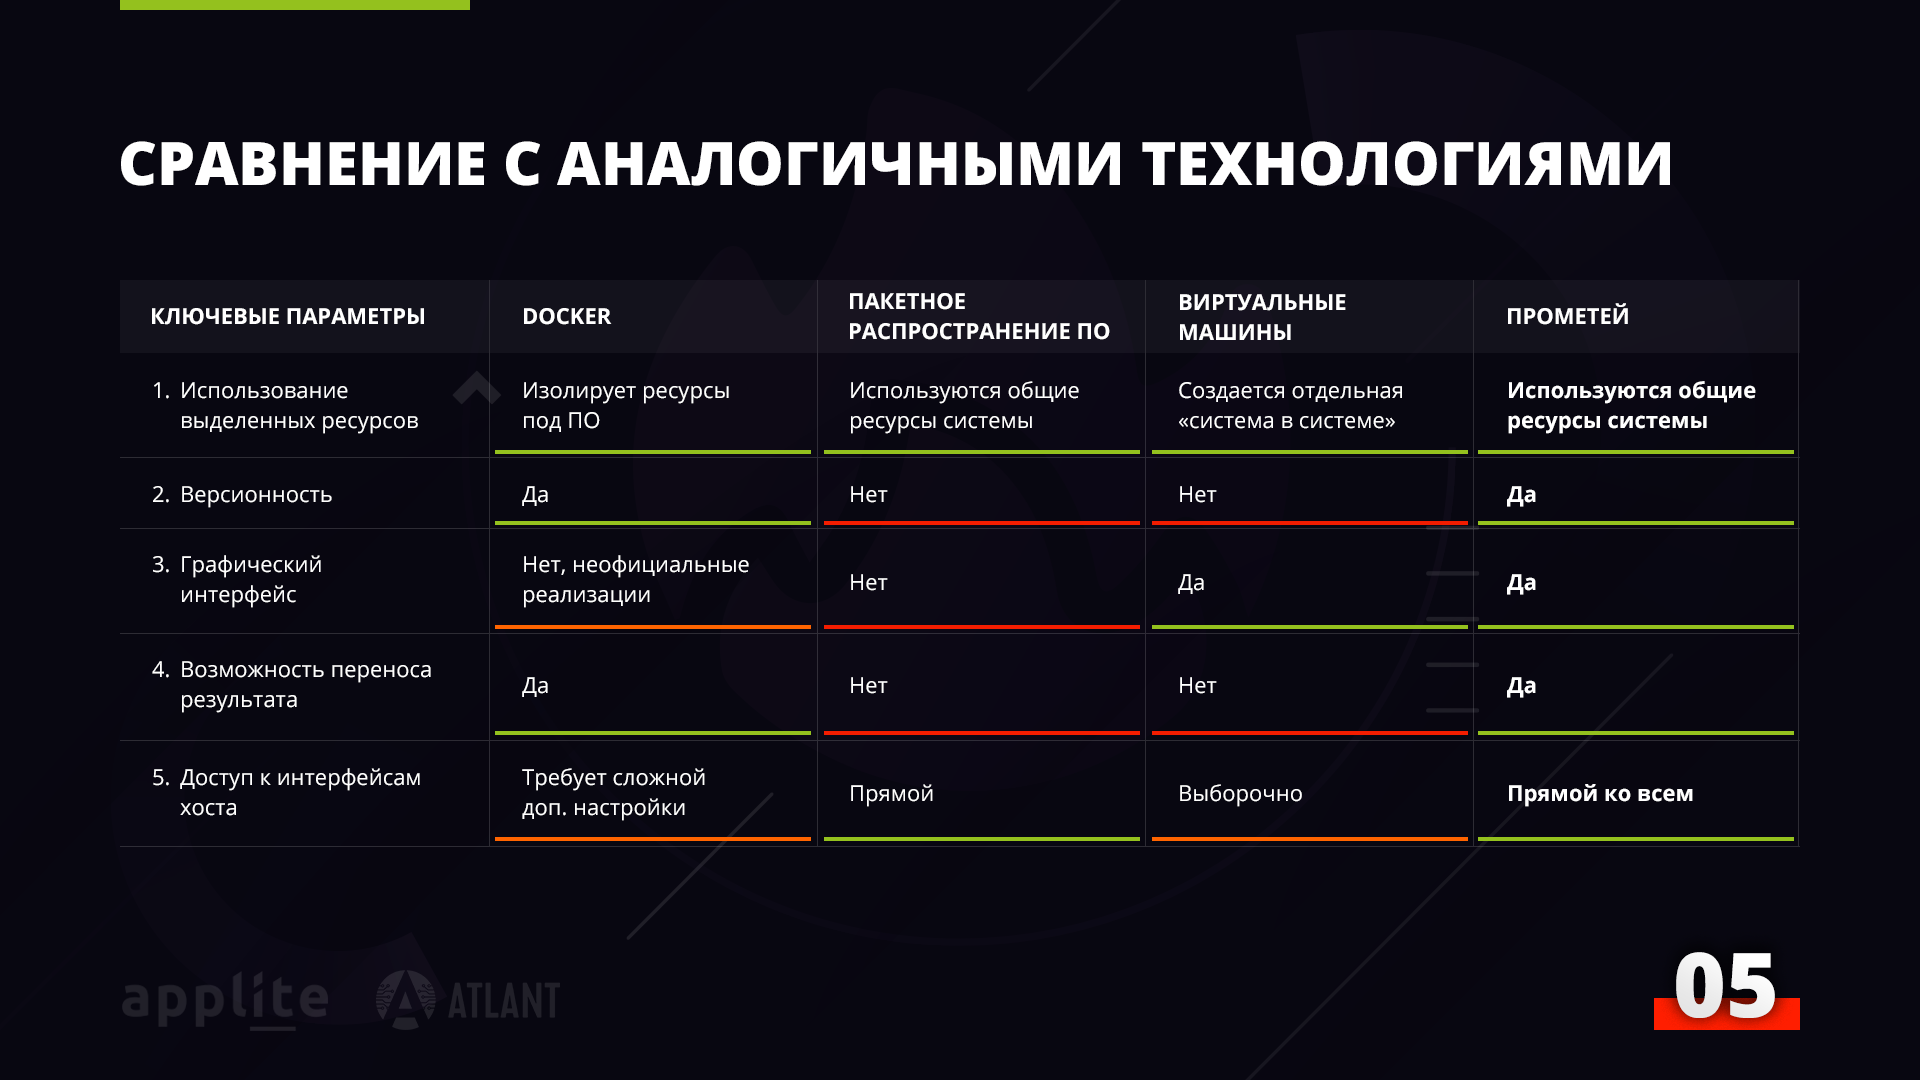 СРАВНЕНИЕ С АНАЛОГИЧНЫМИ ТЕХНОЛОГИЯМИ
КЛЮЧЕВЫЕ ПАРАМЕТРЫ
DOCKER
ПАКЕТНОЕ
РАСПРОСТРАНЕНИЕ ПО
ВИРТУАЛЬНЫЕ
МАШИНЫ
ПРОМЕТЕЙ
1. Использование
выделенных ресурсов
Изолирует ресурсы
под ПО
Используются общие
ресурсы системы
Создается отдельная
«система в системе»
Используются общие
ресурсы системы
2. Версионность
Да
Нет
Нет
Да
3. Графический
интерфейс
Нет, неофициальные
реализации
Нет
Да
Да
4. Возможность переноса
результата
Да
Нет
Нет
Да
5. Доступ к интерфейсам
хоста
Требует сложной
доп. настройки
Прямой
Выборочно
Прямой ко всем
applite
ATLANT
05